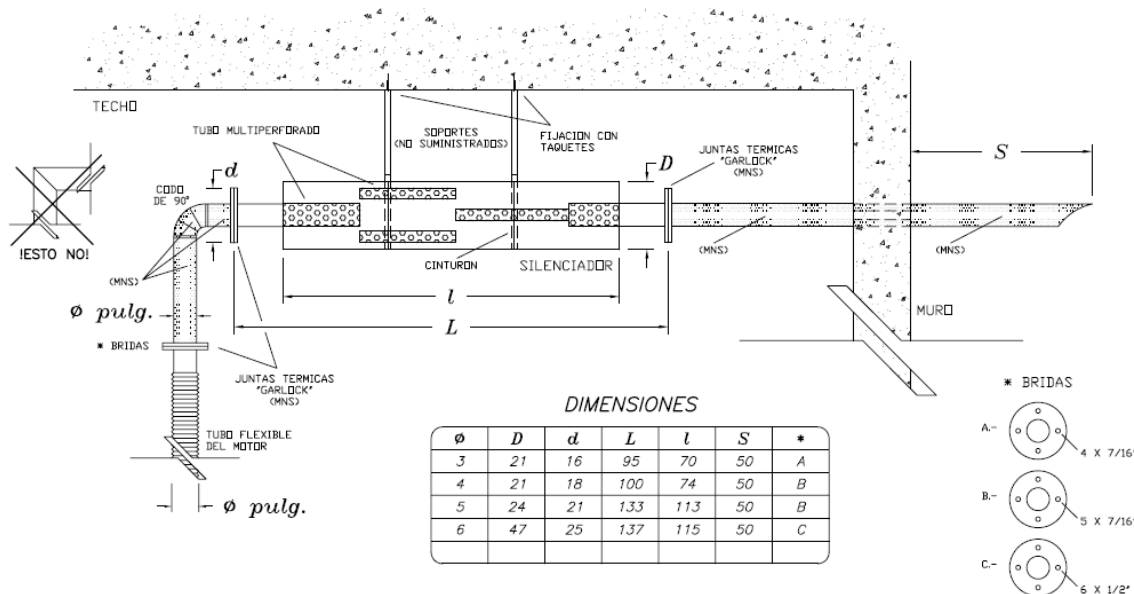 TECHO
TUBO MULTIPERFORADO
SOPORTES
(NO SUMINISTRADOS)
FIJACION CON
TAQUETES
D
JUNTAS TERMICAS
"GARLOCK"
(MNS)
S
d
CODO
DE 90°
!ESTO NO!
(MNS)
CINTURON
SILENCIADOR
(MNS)
(MNS)
l
L
MURO
ø pulg.
* BRIDAS
JUNTAS TERMICAS
"GARLOCK"
(MNS)
TUBO FLEXIBLE
DEL MOTOR
ø pulg.
DIMENSIONES
ø D d L l S *
3 21 16 95 70 50 A
4 21 18 100 74 50 B
5 24 21 133 113 50 B
6 47 25 137 115 50 C
* BRIDAS
A.-
4 X 7/16"
B.-
5 X 7/16"
C.-
6 X 1/2"